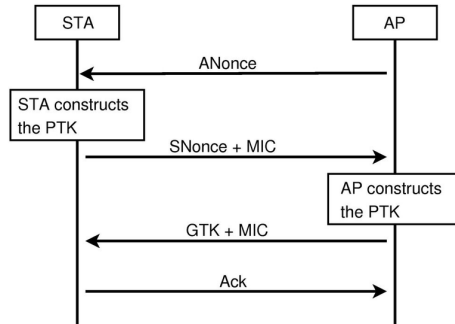 STA
AP
ANonce
STA constructs
the PTK
SNonce + MIC
AP constructs
the PTK
GTK + MIC
Ack